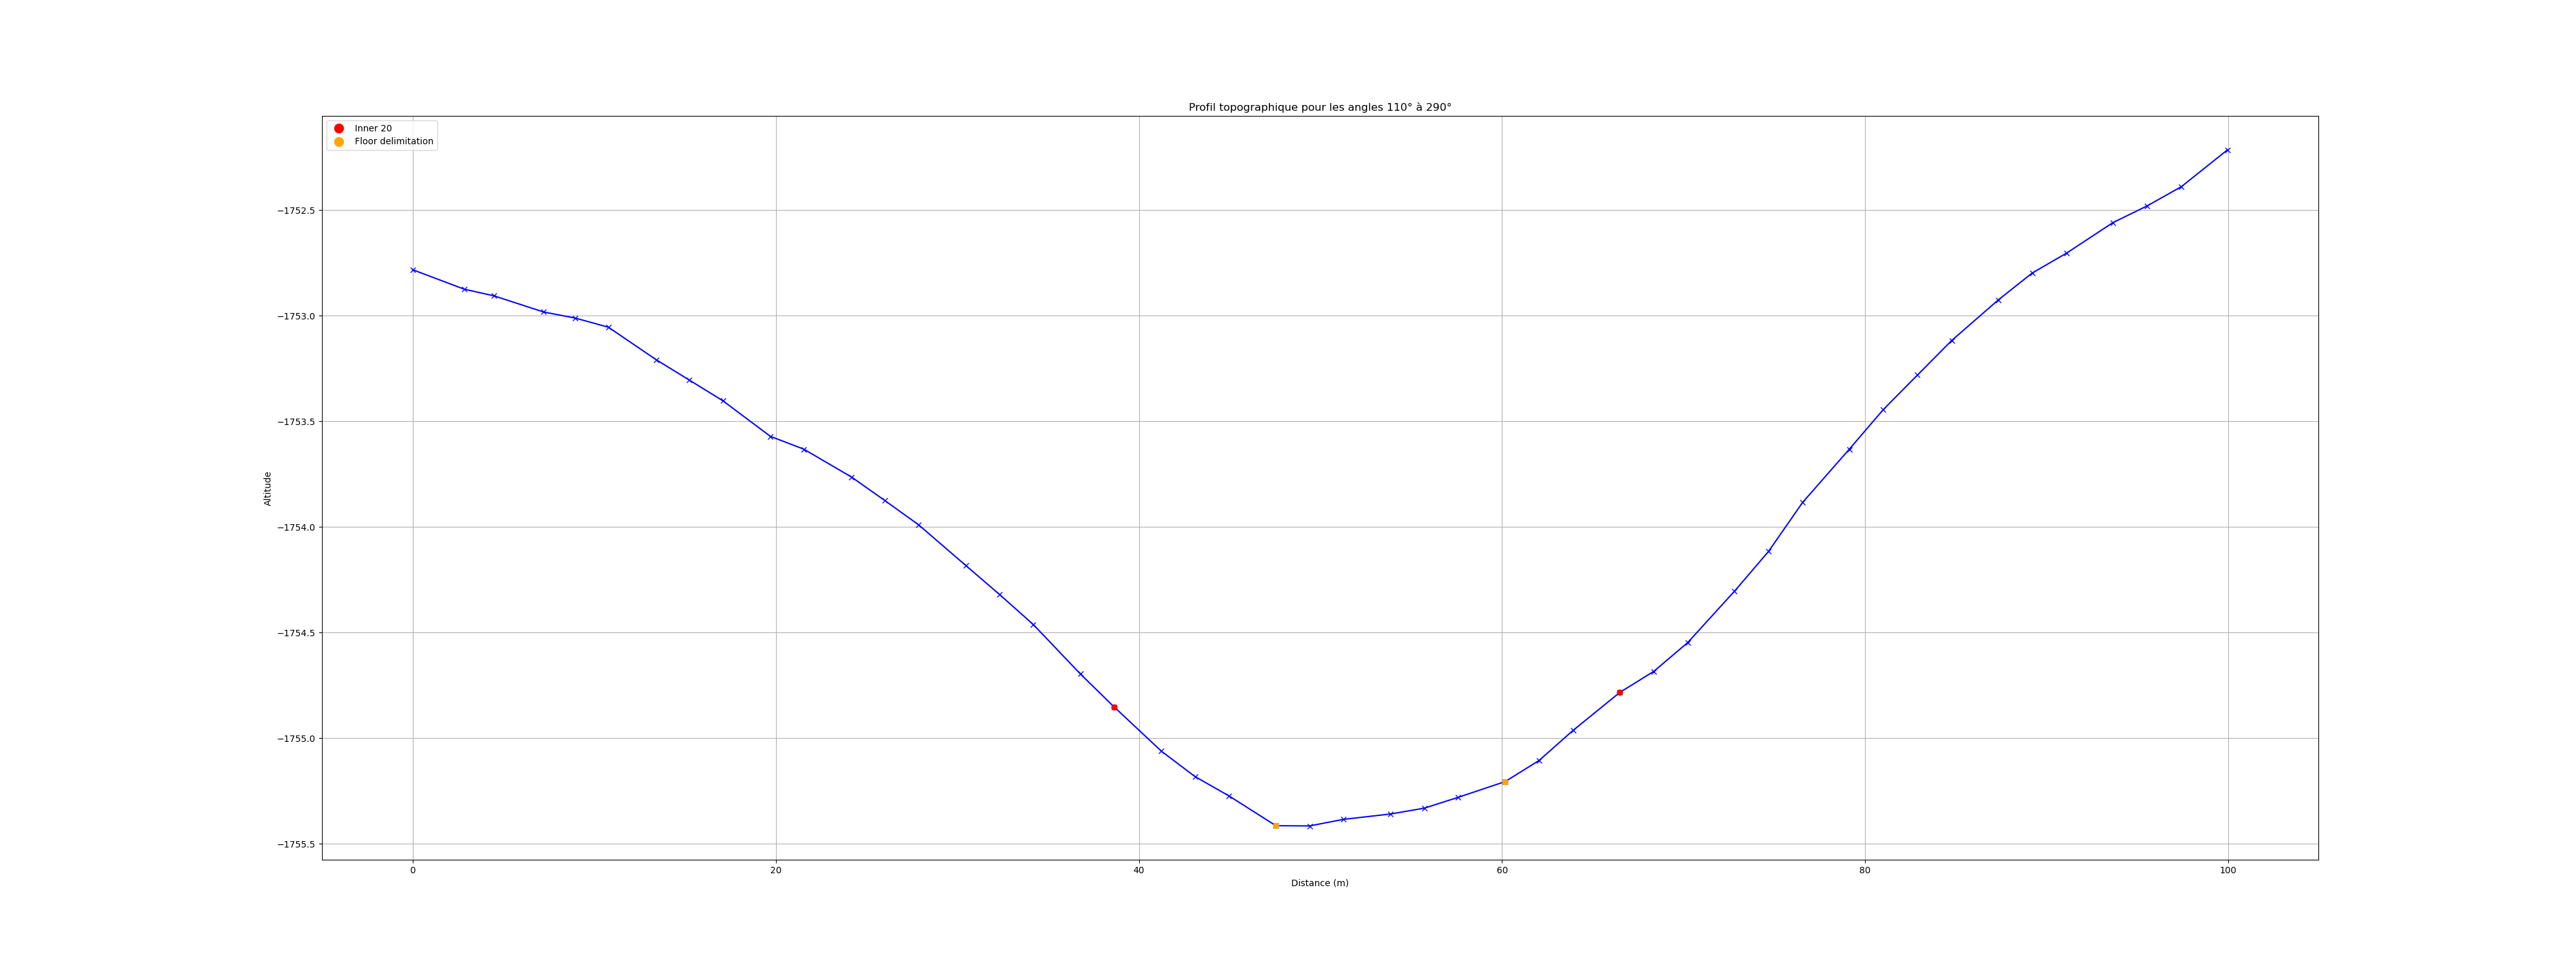 Profil topographique pour les angles 110° à 290°
Inner 20
Floor delimitation
−1752.5
−1753.0
−1753.5
−1754.0
−1754.5
−1755.0
−1755.5
Altitude
0 20 40 60 80 100
Distance (m)